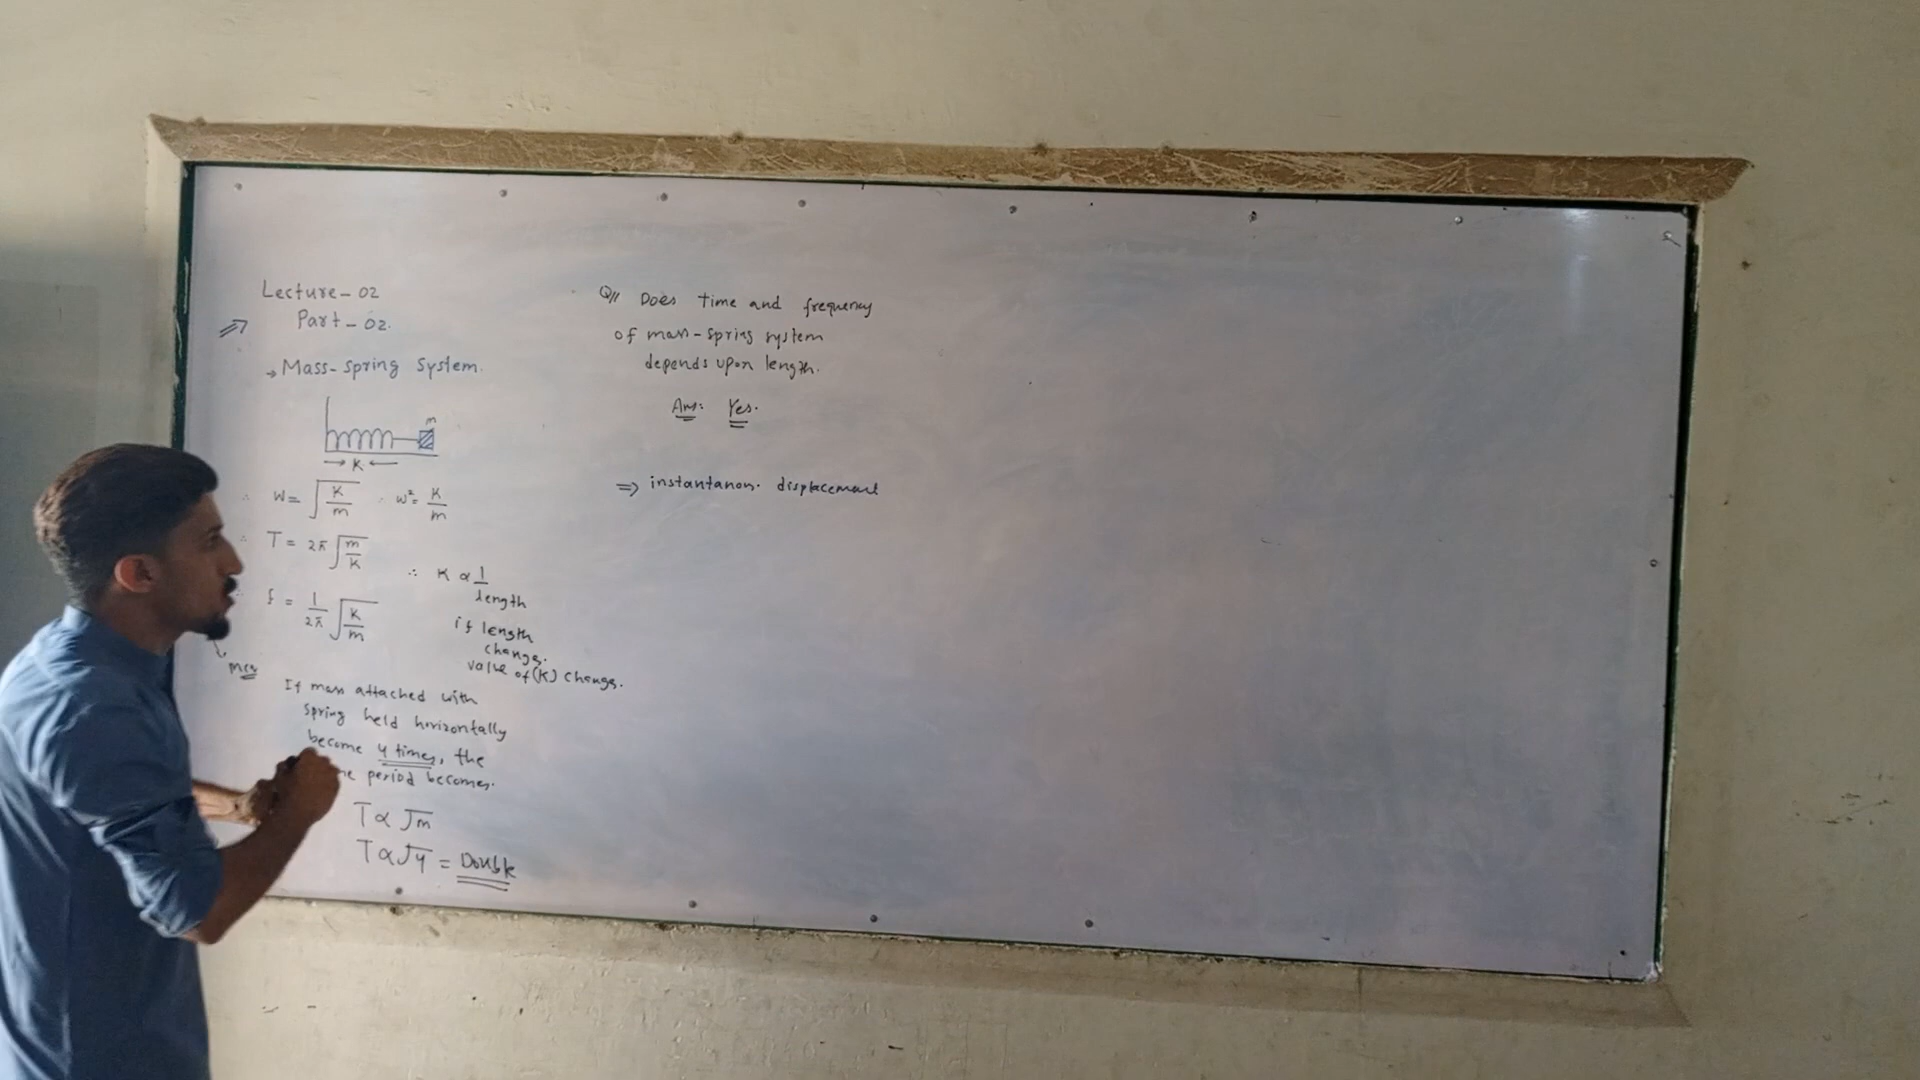 Lecture-02
Part-02.
→ Mass-spring System.
m
→ K ←
∴ W = √(K/m) ∴ w² = K/m
∴ T = 2π √(m/K)
∴ K ∝ 1/length
f = 1/2π √(K/m)
if length
change.
value of (K) change.
mcq
If mass attached with
spring held horizontally
become 4 times, the
period becomes.
T ∝ √m
T ∝ √4 = Double
Q// Does time and frequency
of mass-spring system
depends upon length.
Ans: Yes.
⇒ instantanous. displacement